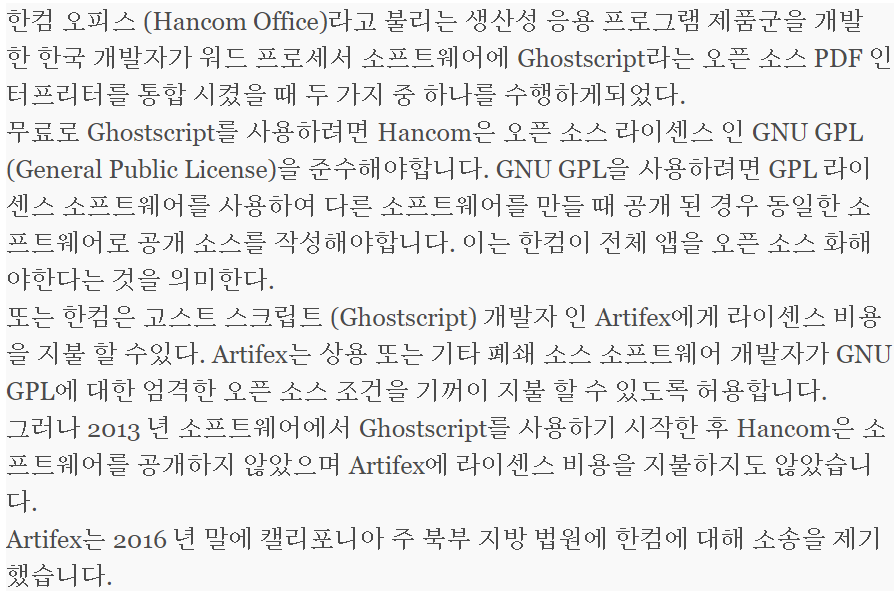 한컴 오피스 (Hancom Office)라고 불리는 생산성 응용 프로그램 제품군을 개발
한 한국 개발자가 워드 프로세서 소프트웨어에 Ghostscript라는 오픈 소스 PDF 인
터프리터를 통합 시켰을 때 두 가지 중 하나를 수행하게되었다.
무료로 Ghostscript를 사용하려면 Hancom은 오픈 소스 라이센스 인 GNU GPL
(General Public License)을 준수해야합니다. GNU GPL을 사용하려면 GPL 라이
센스 소프트웨어를 사용하여 다른 소프트웨어를 만들 때 공개 된 경우 동일한 소
프트웨어로 공개 소스를 작성해야합니다. 이는 한컴이 전체 앱을 오픈 소스 화해
야한다는 것을 의미한다.
또는 한컴은 고스트 스크립트 (Ghostscript) 개발자 인 Artifex에게 라이센스 비용
을 지불 할 수있다. Artifex는 상용 또는 기타 폐쇄 소스 소프트웨어 개발자가 GNU
GPL에 대한 엄격한 오픈 소스 조건을 기꺼이 지불 할 수 있도록 허용합니다.
그러나 2013 년 소프트웨어에서 Ghostscript를 사용하기 시작한 후 Hancom은 소
프트웨어를 공개하지 않았으며 Artifex에 라이센스 비용을 지불하지도 않았습니
다.
Artifex는 2016 년 말에 캘리포니아 주 북부 지방 법원에 한컴에 대해 소송을 제기
했습니다.